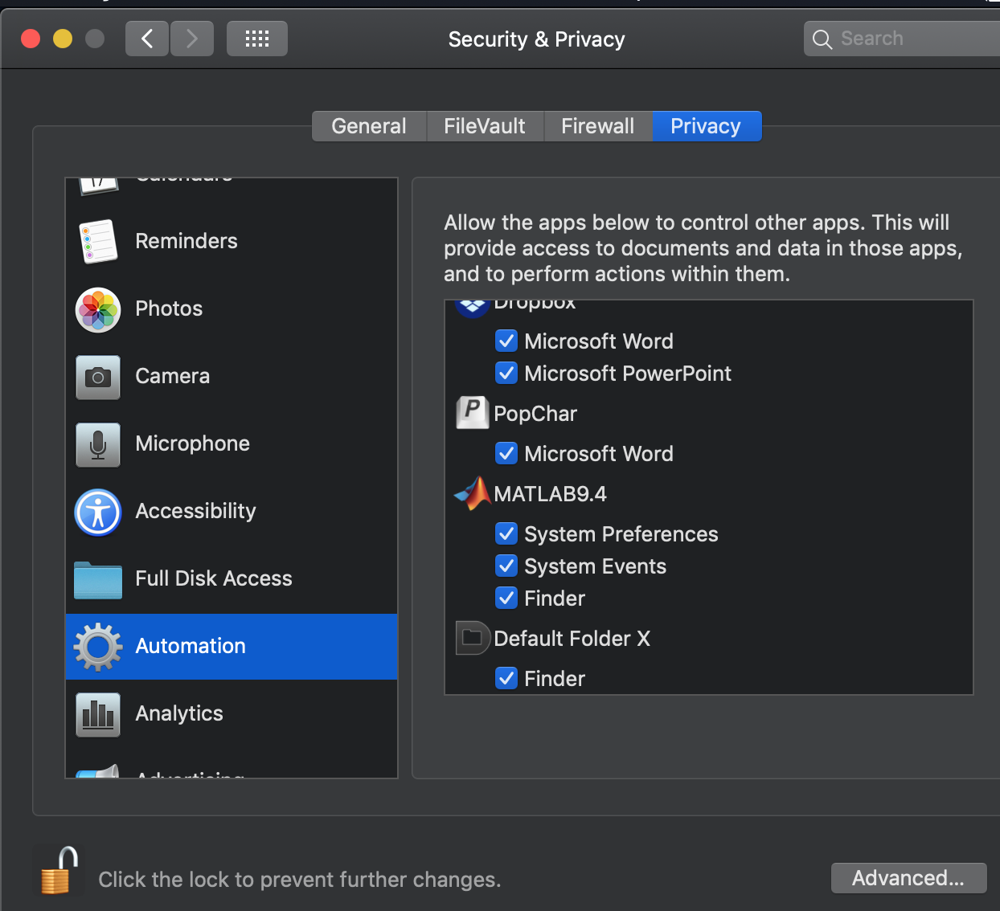 Security & Privacy
Search
General
FileVault
Firewall
Privacy
Calendars
17
Reminders
Photos
Camera
Microphone
Accessibility
Full Disk Access
Automation
Analytics
Advertising
Allow the apps below to control other apps. This will
provide access to documents and data in those apps,
and to perform actions within them.
Dropbox
Microsoft Word
Microsoft PowerPoint
P
PopChar
Microsoft Word
MATLAB9.4
System Preferences
System Events
Finder
Default Folder X
Finder
Click the lock to prevent further changes.
Advanced...